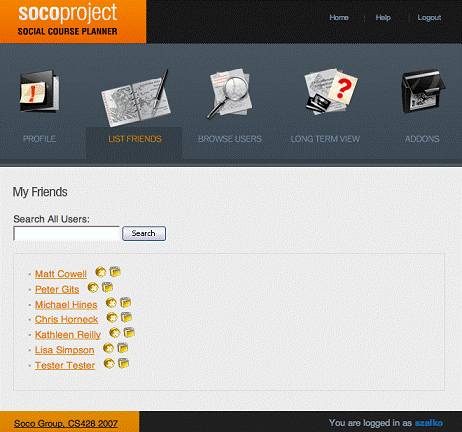 socoproject
SOCIAL COURSE PLANNER
Home | Help | Logout
PROFILE LIST FRIENDS BROWSE USERS LONG TERM VIEW ADDONS
My Friends
Search All Users:
Search
Matt Cowell
Peter Gits
Michael Hines
Chris Horneck
Kathleen Reilly
Lisa Simpson
Tester Tester
Soco Group, CS428 2007 You are logged in as szalko